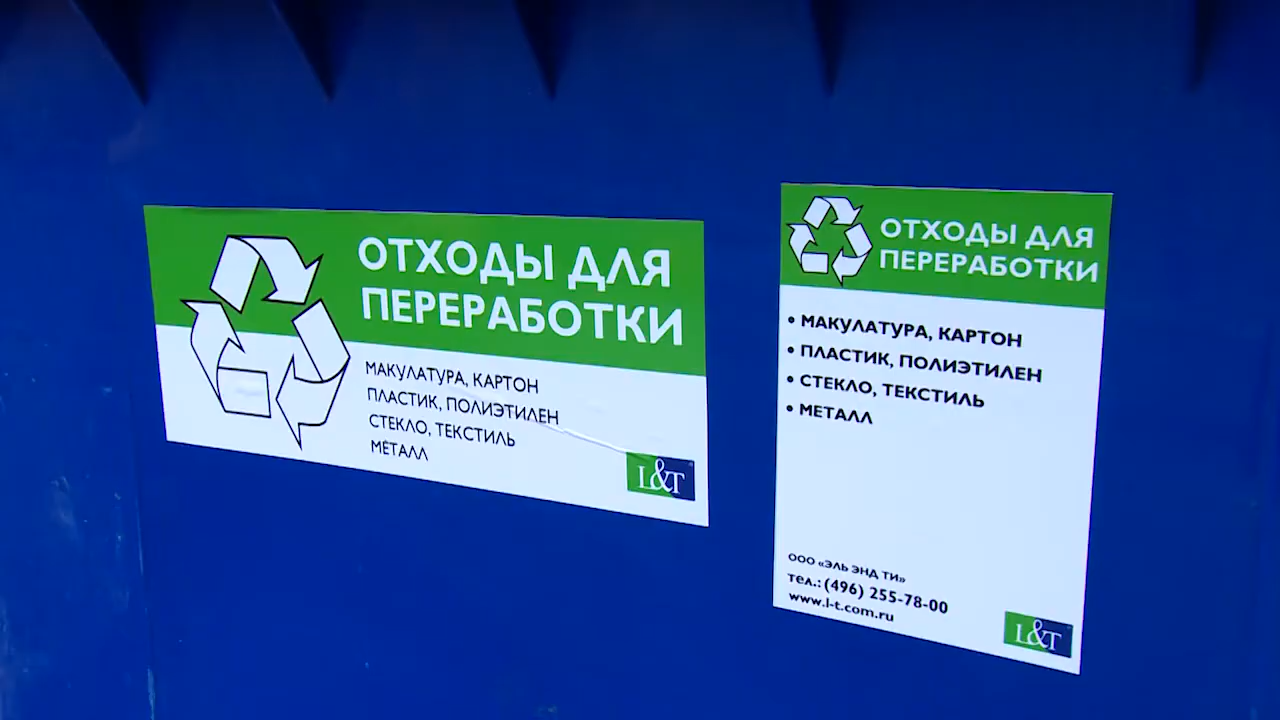 ОТХОДЫ ДЛЯ
ПЕРЕРАБОТКИ
МАКУЛАТУРА, КАРТОН
ПЛАСТИК, ПОЛИЭТИЛЕН
СТЕКЛО, ТЕКСТИЛЬ
МЕТАЛЛ
L&T
ОТХОДЫ ДЛЯ
ПЕРЕРАБОТКИ
• МАКУЛАТУРА, КАРТОН
• ПЛАСТИК, ПОЛИЭТИЛЕН
• СТЕКЛО, ТЕКСТИЛЬ
• МЕТАЛЛ
ООО «ЭЛЬ ЭНД ТИ»
тел.: (496) 255-78-00
www.l-t.com.ru
L&T